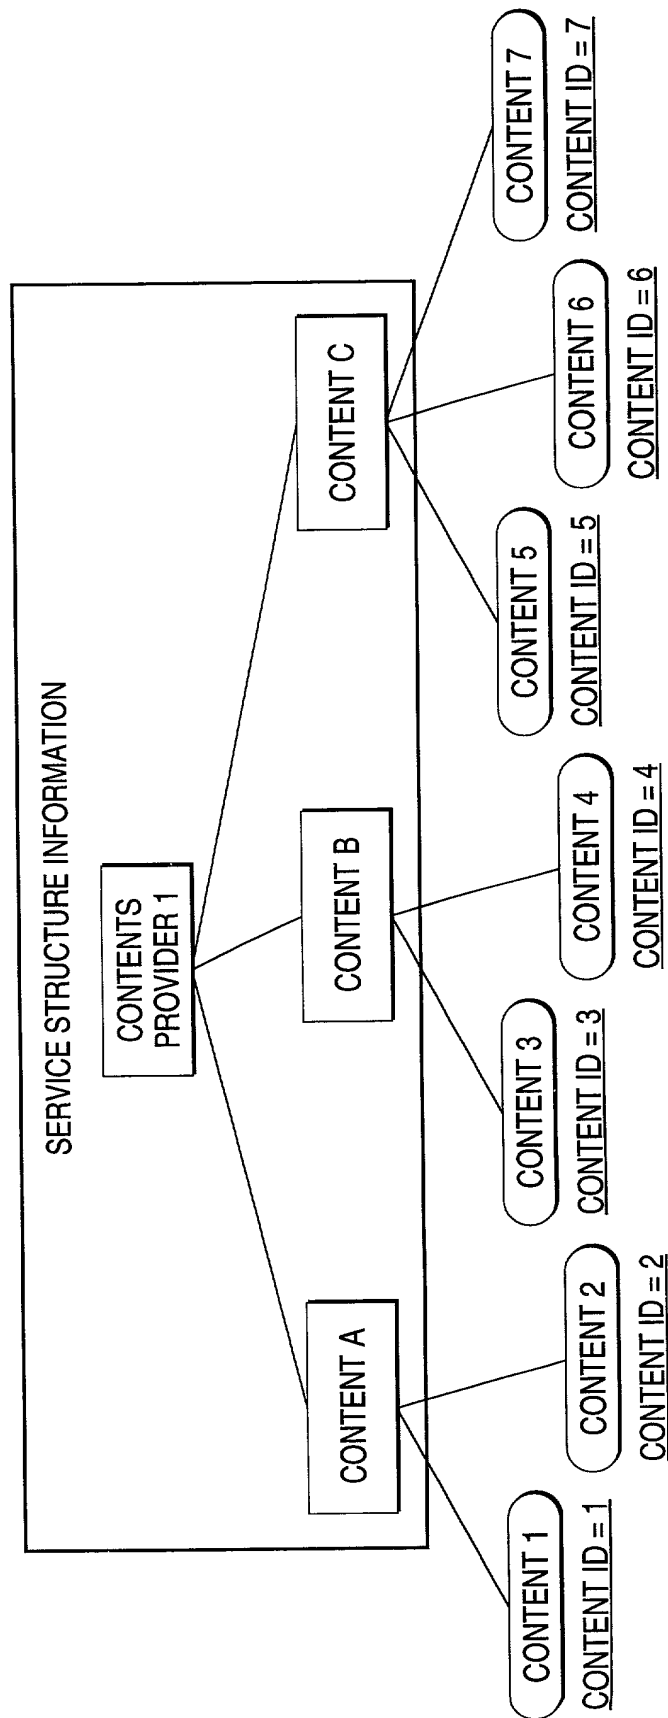 SERVICE STRUCTURE INFORMATION
CONTENTS
PROVIDER 1
CONTENT A
CONTENT B
CONTENT C
CONTENT 1
CONTENT ID = 1
CONTENT 2
CONTENT ID = 2
CONTENT 3
CONTENT ID = 3
CONTENT 4
CONTENT ID = 4
CONTENT 5
CONTENT ID = 5
CONTENT 6
CONTENT ID = 6
CONTENT 7
CONTENT ID = 7